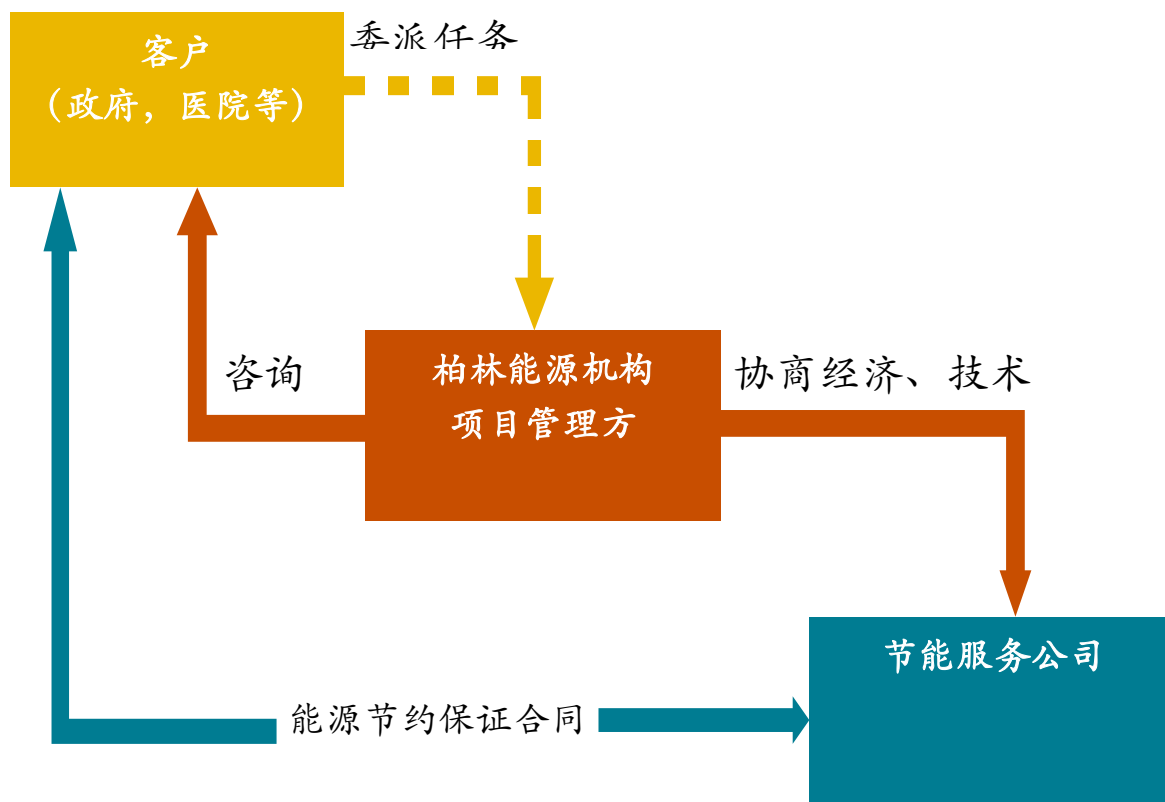 客户
（政府，医院等）
委派任务
咨询
柏林能源机构
项目管理方
协商经济、技术
节能服务公司
能源节约保证合同